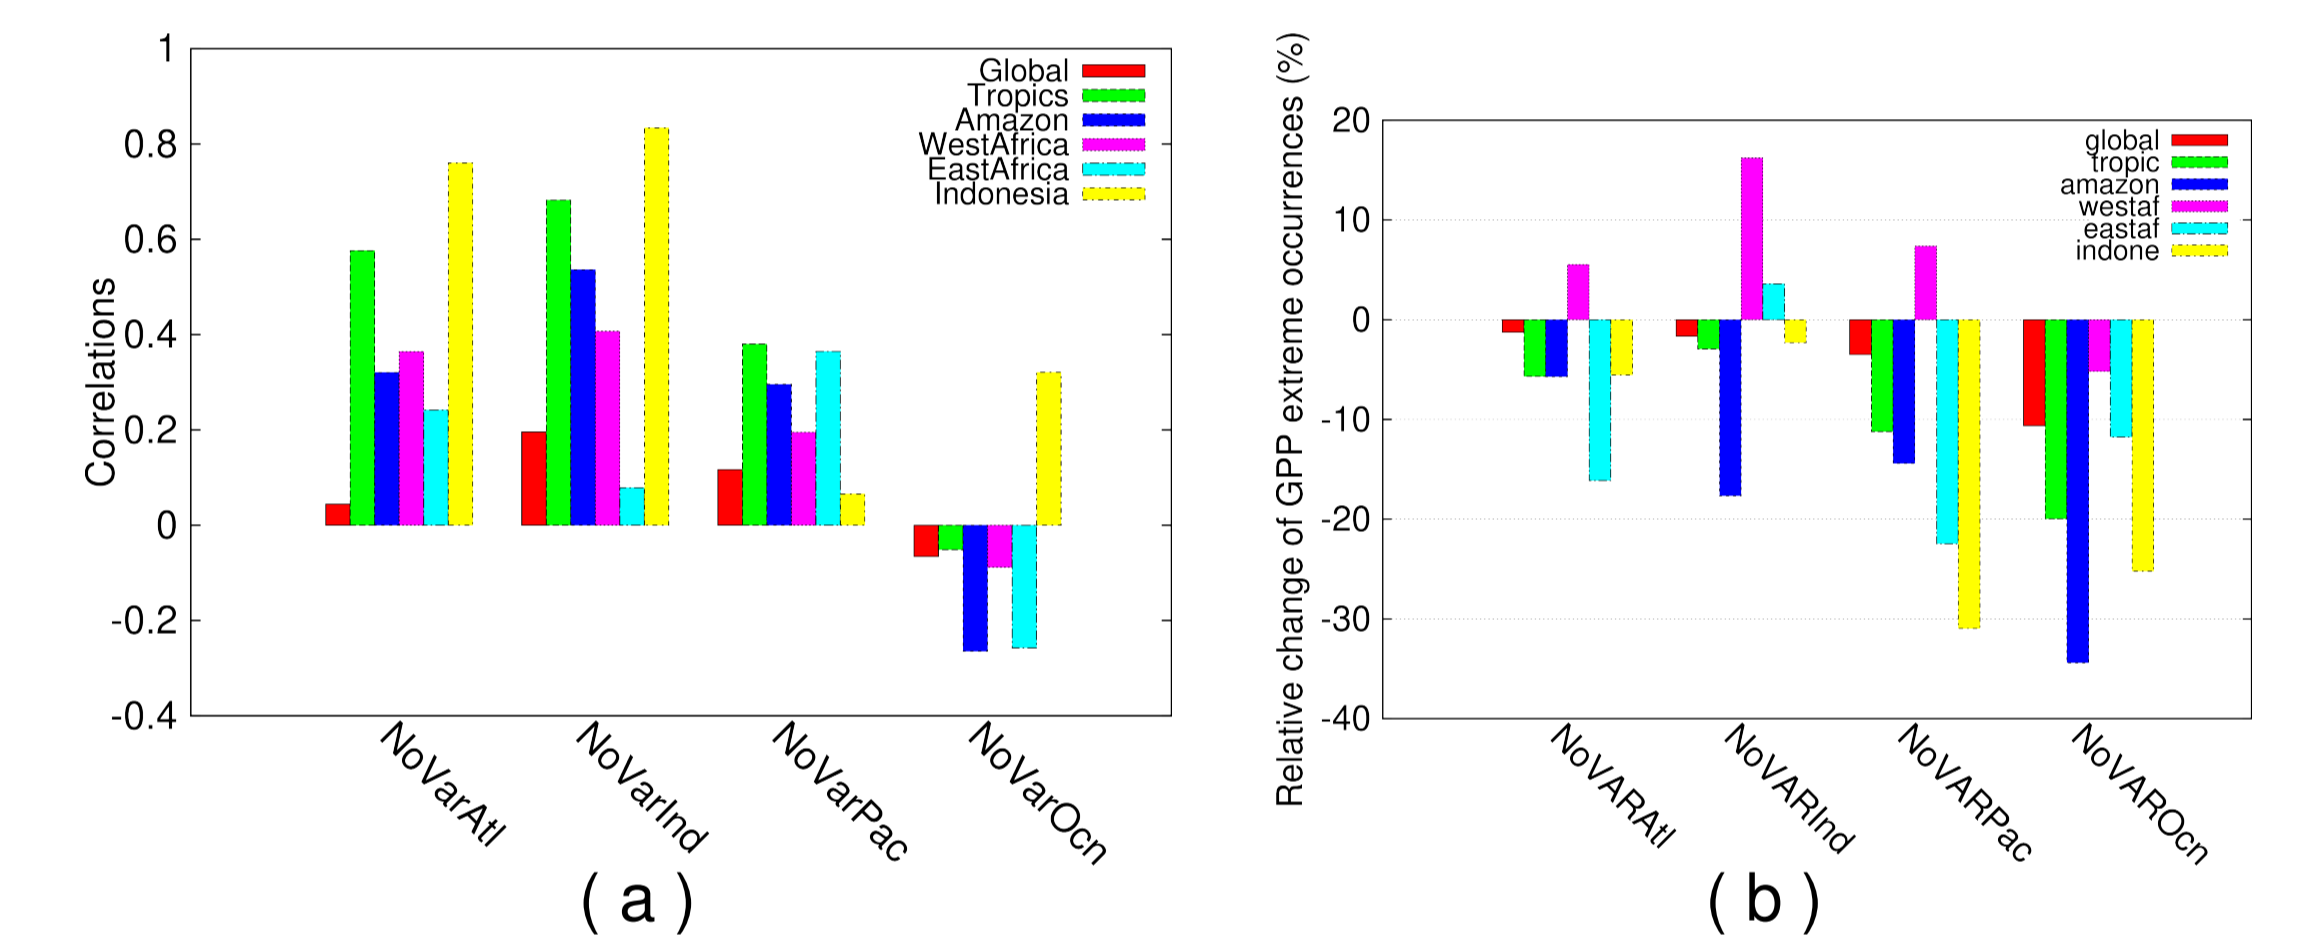 1
0.8
0.6
0.4
0.2
0
-0.2
-0.4
Correlations
Global
Tropics
Amazon
WestAfrica
EastAfrica
Indonesia
NoVarAtl
NoVarInd
NoVarPac
NoVarOcn
( a )
Relative change of GPP extreme occurrences (%)
20
10
0
-10
-20
-30
-40
global
tropic
amazon
westaf
eastaf
indone
NoVARAtl
NoVARInd
NoVARPac
NoVAROcn
( b )